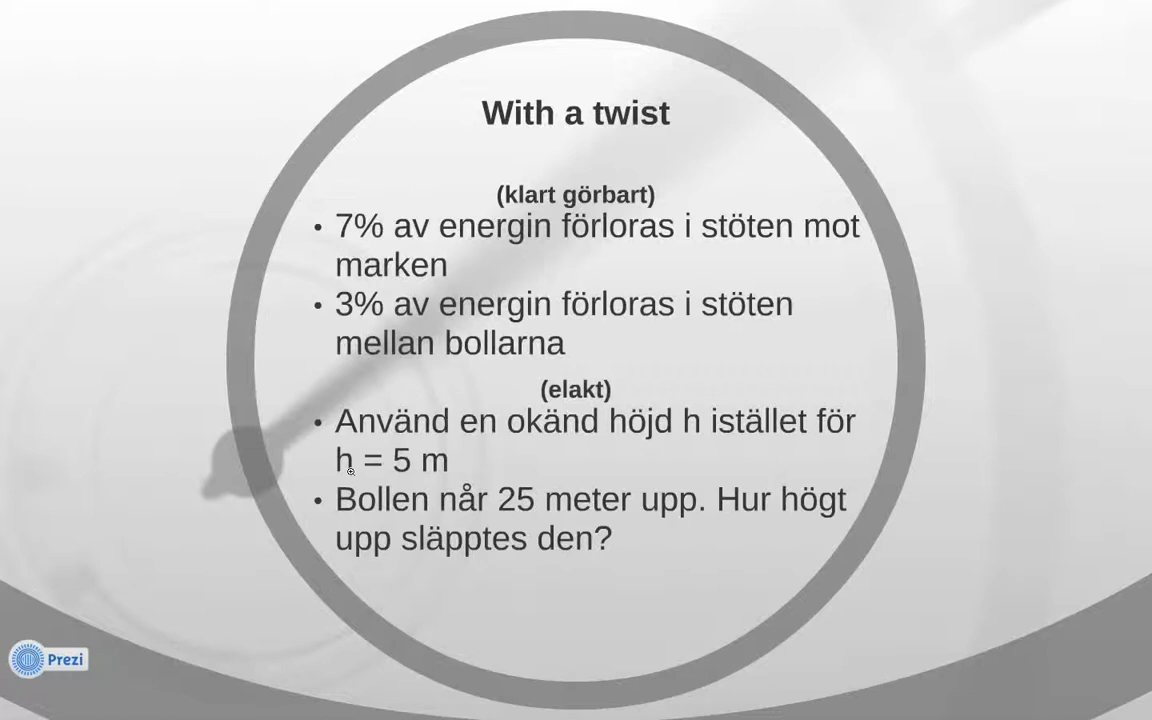 With a twist
(klart görbart)
• 7% av energin förloras i stöten mot
marken
• 3% av energin förloras i stöten
mellan bollarna
(elakt)
• Använd en okänd höjd h istället för
h = 5 m
• Bollen når 25 meter upp. Hur högt
upp släpptes den?
Prezi